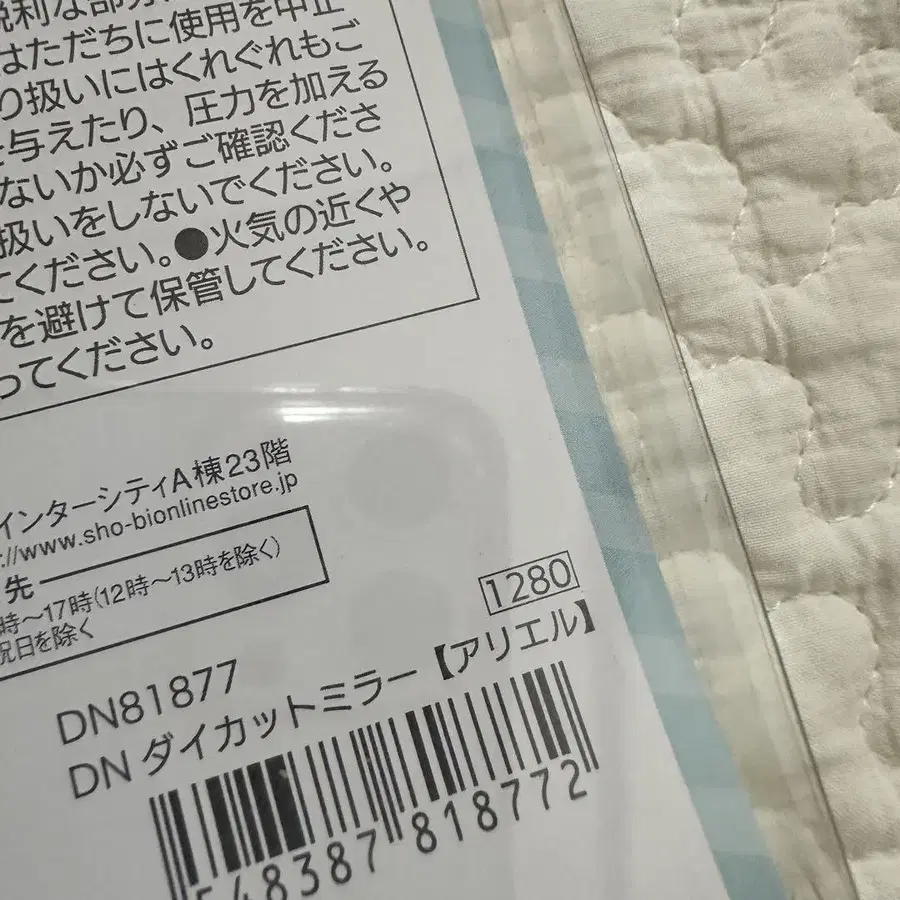 鋭利な部分
はただちに使用を中止
り扱いにはくれぐれもご
を与えたり、圧力を加える
ないか必ずご確認くださ
扱いをしないでください。
てください。●火気の近くや
を避けて保管してください。
ってください。
インターシティA棟23階
://www.sho-bionlinestore.jp
先
時～17時(12時～13時を除く)
祝日を除く
1280
DN81877
DN ダイカットミラー【アリエル】
548387 818772